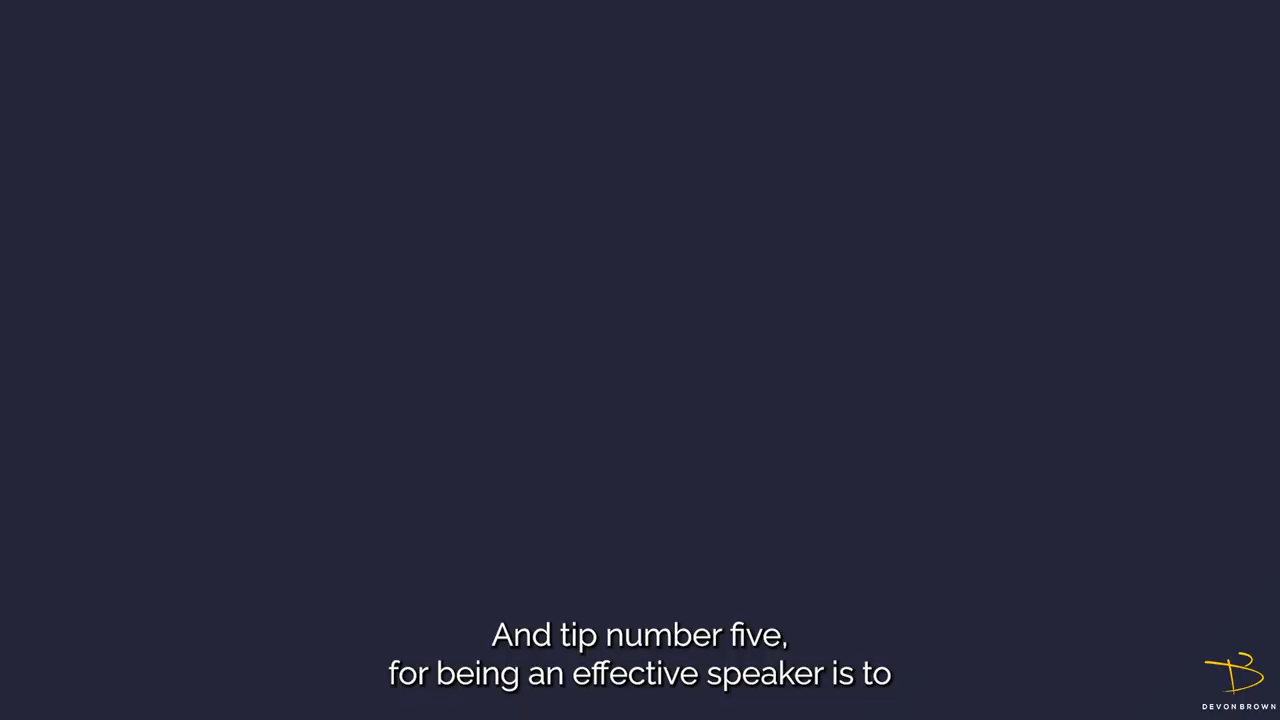 And tip number five,
for being an effective speaker is to
DEVON BROWN